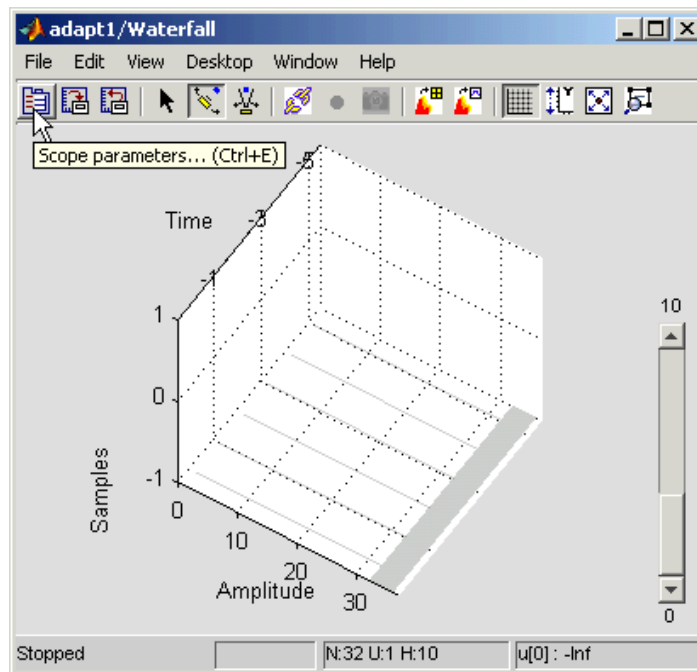 adapt1/Waterfall
File Edit View Desktop Window Help
Scope parameters... (Ctrl+E)
-5
Time -3
-1
1
10
0
-1
Samples
0
10
20
Amplitude 30
0
Stopped N:32 U:1 H:10 u[0] : -Inf